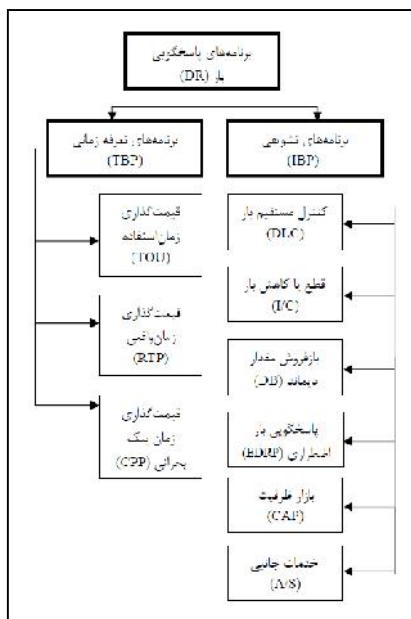 برنامه‌های پاسخگویی
بار (DR)
برنامه‌های تشویقی
(IBP)
برنامه‌های تعرفه زمانی
(TBP)
کنترل مستقیم بار
(DLC)
قطع یا کاهش بار
(I/C)
بازفروش مقدار
دیماند (DB)
پاسخگویی بار
اضطراری (EDRP)
بازار ظرفیت
(CAP)
خدمات جانبی
(A/S)
قیمت‌گذاری
زمان‌استفاده
(TOU)
قیمت‌گذاری
زمان‌واقعی
(RTP)
قیمت‌گذاری
زمان پیک
بحرانی (CPP)